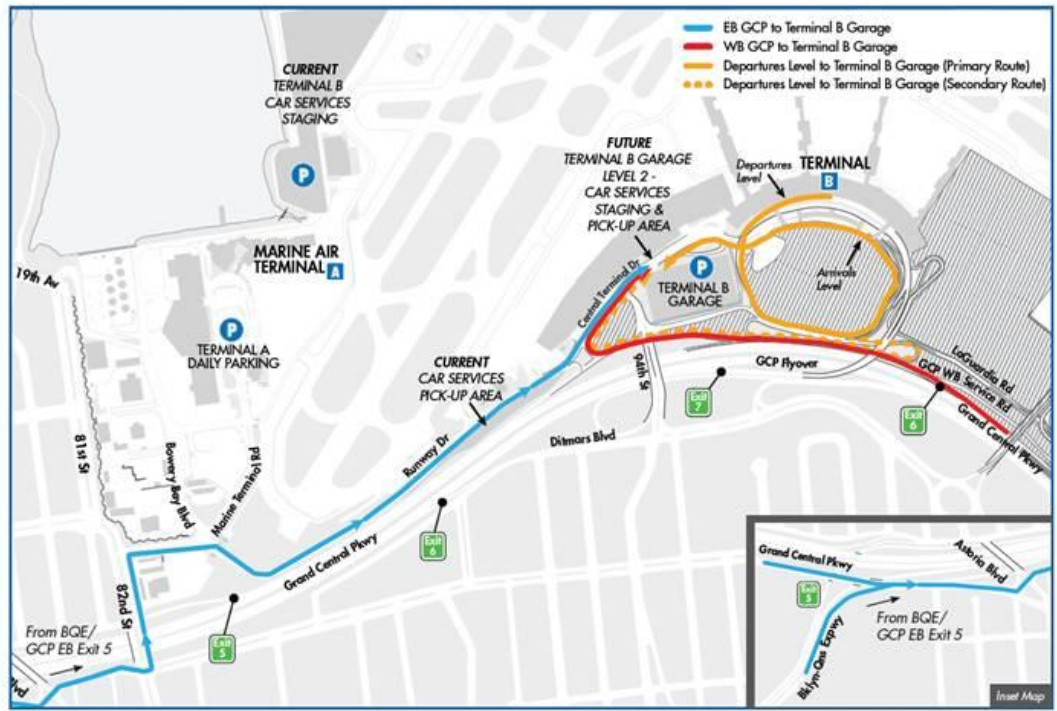 EB GCP to Terminal B Garage
WB GCP to Terminal B Garage
Departures Level to Terminal B Garage (Primary Route)
Departures Level to Terminal B Garage (Secondary Route)
CURRENT
TERMINAL B
CAR SERVICES
STAGING
P
FUTURE
TERMINAL B GARAGE
LEVEL 2 -
CAR SERVICES
STAGING &
PICK-UP AREA
Departures
Level
TERMINAL
B
MARINE AIR
TERMINAL A
19th Av
Central Terminal Dr
P
TERMINAL B
GARAGE
Arrivals
Level
P
TERMINAL A
DAILY PARKING
CURRENT
CAR SERVICES
PICK-UP AREA
94th St
GCP Flyover
LaGuardia Rd
GCP WB Service Rd
Grand Central Pkwy
Exit
7
Exit
6
81st St
Bowery Bay Blvd
Marine Terminal
Runway Dr
Ditmars Blvd
Grand Central Pkwy
Exit
6
82nd St
Exit
5
From BQE/
GCP EB Exit 5
lvd
Grand Central Pkwy
Astoria Blvd
Exit
5
From BQE/
GCP EB Exit 5
Bklyn-Qns Expwy
Inset Map